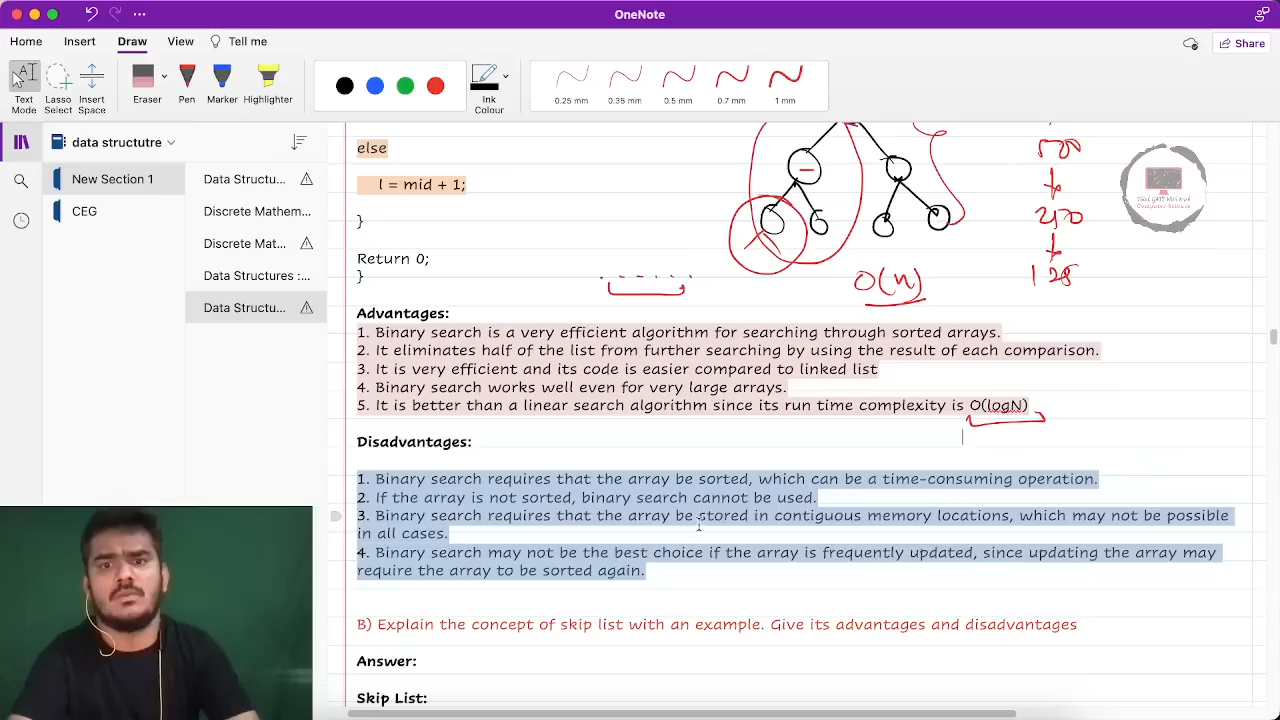 OneNote
Home Insert Draw View Tell me
Share
Text Mode
Lasso Select
Insert Space
Eraser
Pen
Marker
Highlighter
Ink Colour
0.25 mm 0.35 mm 0.5 mm 0.7 mm 1 mm
data structutre
New Section 1
CEG
Data Structu...
Discrete Mathem...
Discrete Mat...
Data Structures :...
Data Structu...
else
l = mid + 1;
}
Return 0;
}
O(n)
500
250
128
Advantages:
1. Binary search is a very efficient algorithm for searching through sorted arrays.
2. It eliminates half of the list from further searching by using the result of each comparison.
3. It is very efficient and its code is easier compared to linked list
4. Binary search works well even for very large arrays.
5. It is better than a linear search algorithm since its run time complexity is O(logN)
Disadvantages:
1. Binary search requires that the array be sorted, which can be a time-consuming operation.
2. If the array is not sorted, binary search cannot be used.
3. Binary search requires that the array be stored in contiguous memory locations, which may not be possible
in all cases.
4. Binary search may not be the best choice if the array is frequently updated, since updating the array may
require the array to be sorted again.
B) Explain the concept of skip list with an example. Give its advantages and disadvantages
Answer:
Skip List:
Computer Science